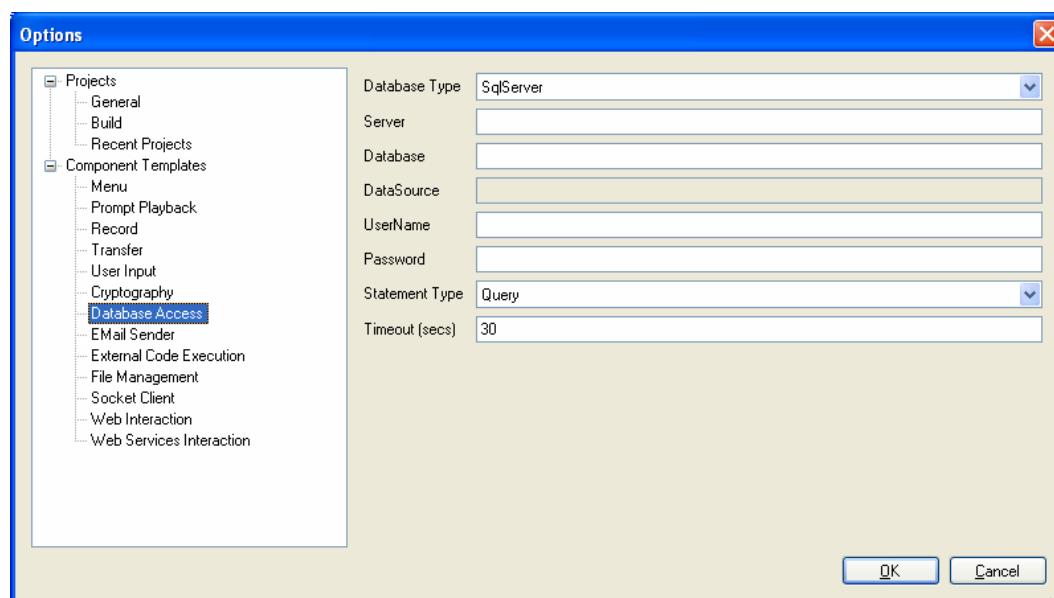 Options
Projects
General
Build
Recent Projects
Component Templates
Menu
Prompt Playback
Record
Transfer
User Input
Cryptography
Database Access
EMail Sender
External Code Execution
File Management
Socket Client
Web Interaction
Web Services Interaction
Database Type SqlServer
Server
Database
DataSource
UserName
Password
Statement Type Query
Timeout (secs) 30
OK Cancel